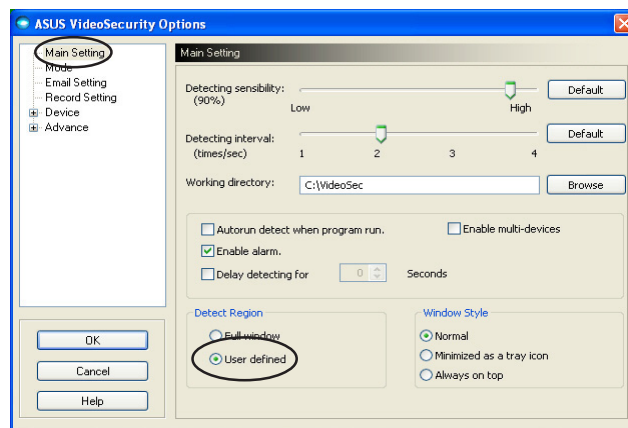 ASUS VideoSecurity Options
Main Setting
Mode
Email Setting
Record Setting
Device
Advance
OK
Cancel
Help
Main Setting
Detecting sensibility:
(90%)
Low
High
Default
Detecting interval:
(times/sec)
1 2 3 4
Default
Working directory:
C:\VideoSec
Browse
Autorun detect when program run.
Enable multi-devices
Enable alarm.
Delay detecting for 0 Seconds
Detect Region
Full window
User defined
Window Style
Normal
Minimized as a tray icon
Always on top